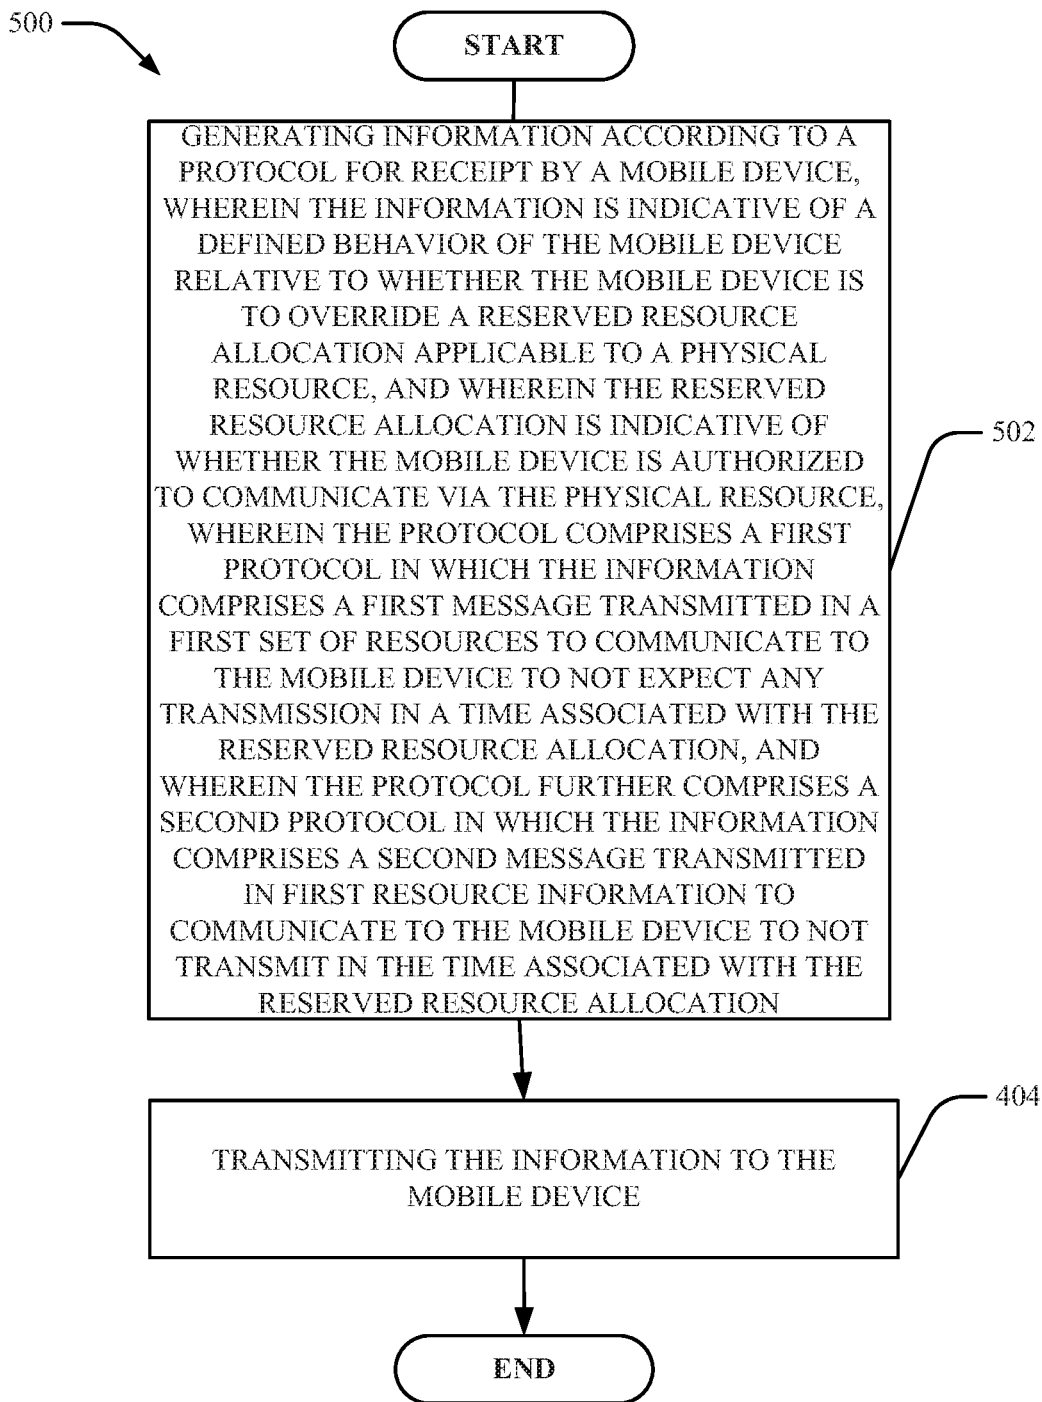 500
START
GENERATING INFORMATION ACCORDING TO A
PROTOCOL FOR RECEIPT BY A MOBILE DEVICE,
WHEREIN THE INFORMATION IS INDICATIVE OF A
DEFINED BEHAVIOR OF THE MOBILE DEVICE
RELATIVE TO WHETHER THE MOBILE DEVICE IS
TO OVERRIDE A RESERVED RESOURCE
ALLOCATION APPLICABLE TO A PHYSICAL
RESOURCE, AND WHEREIN THE RESERVED
RESOURCE ALLOCATION IS INDICATIVE OF
WHETHER THE MOBILE DEVICE IS AUTHORIZED
TO COMMUNICATE VIA THE PHYSICAL RESOURCE,
WHEREIN THE PROTOCOL COMPRISES A FIRST
PROTOCOL IN WHICH THE INFORMATION
COMPRISES A FIRST MESSAGE TRANSMITTED IN A
FIRST SET OF RESOURCES TO COMMUNICATE TO
THE MOBILE DEVICE TO NOT EXPECT ANY
TRANSMISSION IN A TIME ASSOCIATED WITH THE
RESERVED RESOURCE ALLOCATION, AND
WHEREIN THE PROTOCOL FURTHER COMPRISES A
SECOND PROTOCOL IN WHICH THE INFORMATION
COMPRISES A SECOND MESSAGE TRANSMITTED
IN FIRST RESOURCE INFORMATION TO
COMMUNICATE TO THE MOBILE DEVICE TO NOT
TRANSMIT IN THE TIME ASSOCIATED WITH THE
RESERVED RESOURCE ALLOCATION
502
TRANSMITTING THE INFORMATION TO THE
MOBILE DEVICE
404
END